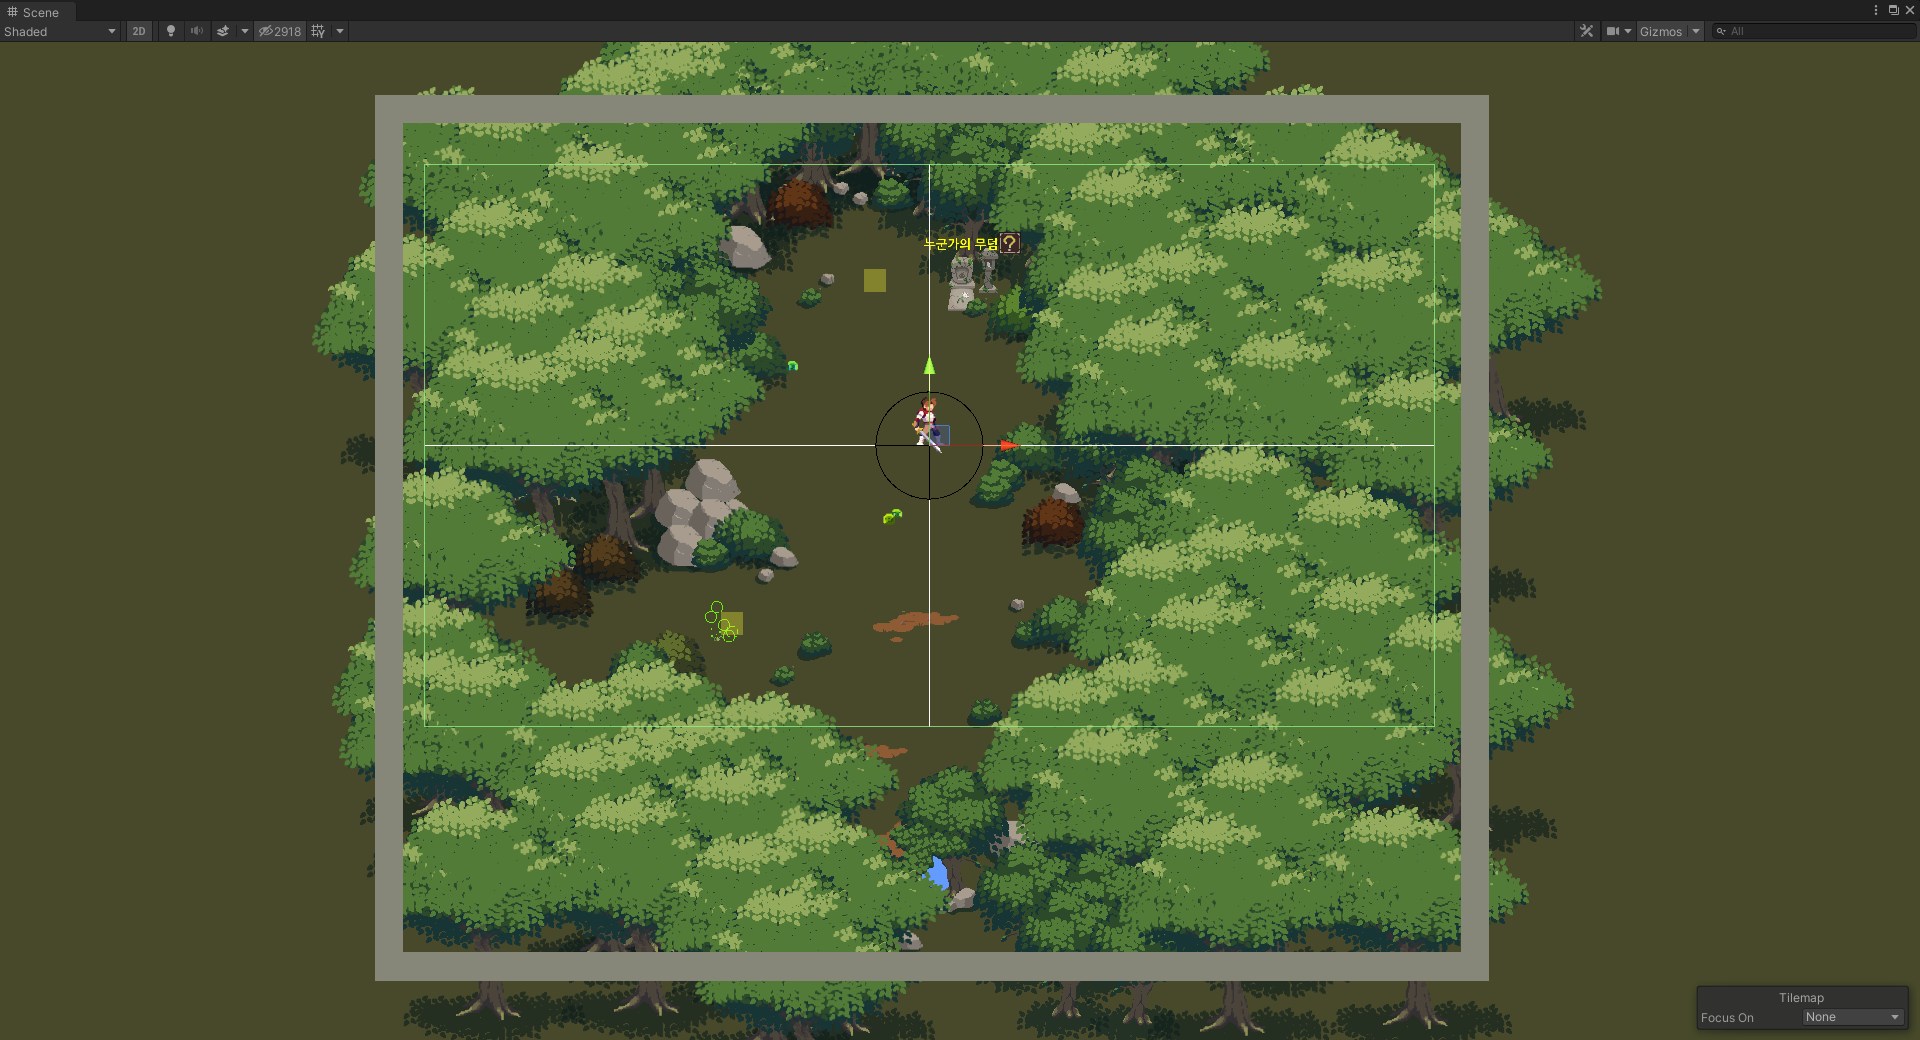 Scene
Shaded
2D
2918
Gizmos
All
누군가의 무덤 ?
Tilemap
Focus On
None